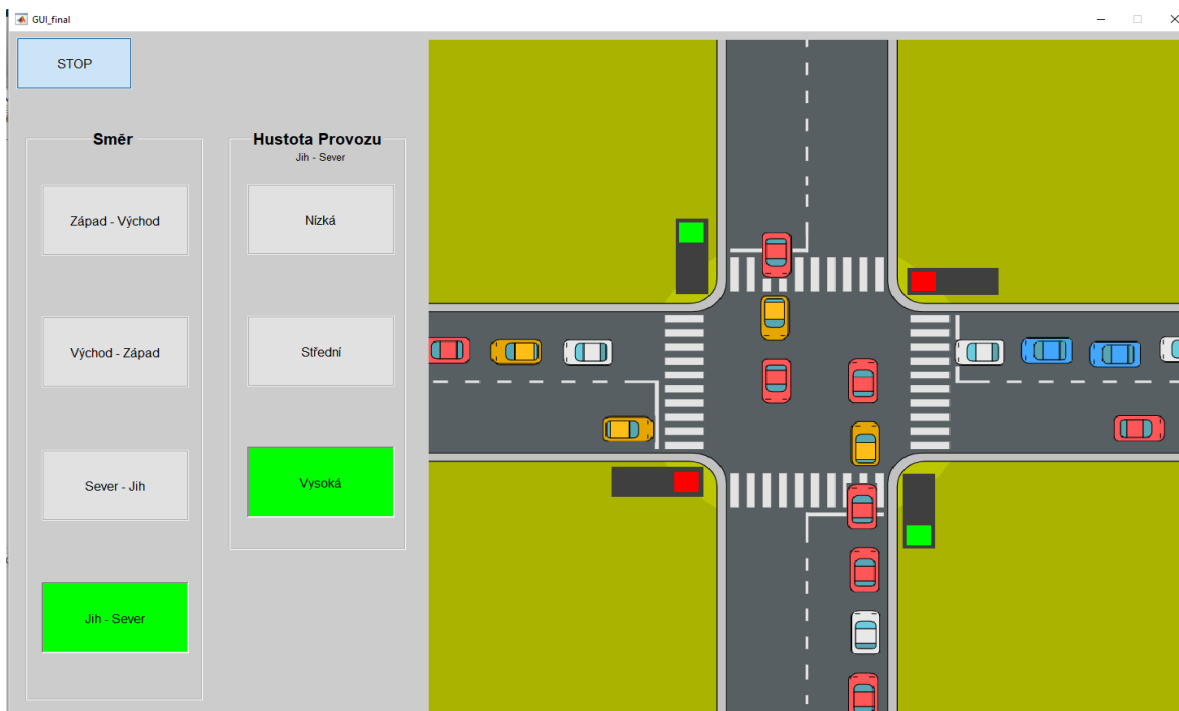 GUI_final
STOP
Směr
Západ - Východ
Východ - Západ
Sever - Jih
Jih - Sever
Hustota Provozu
Jih - Sever
Nízká
Střední
Vysoká